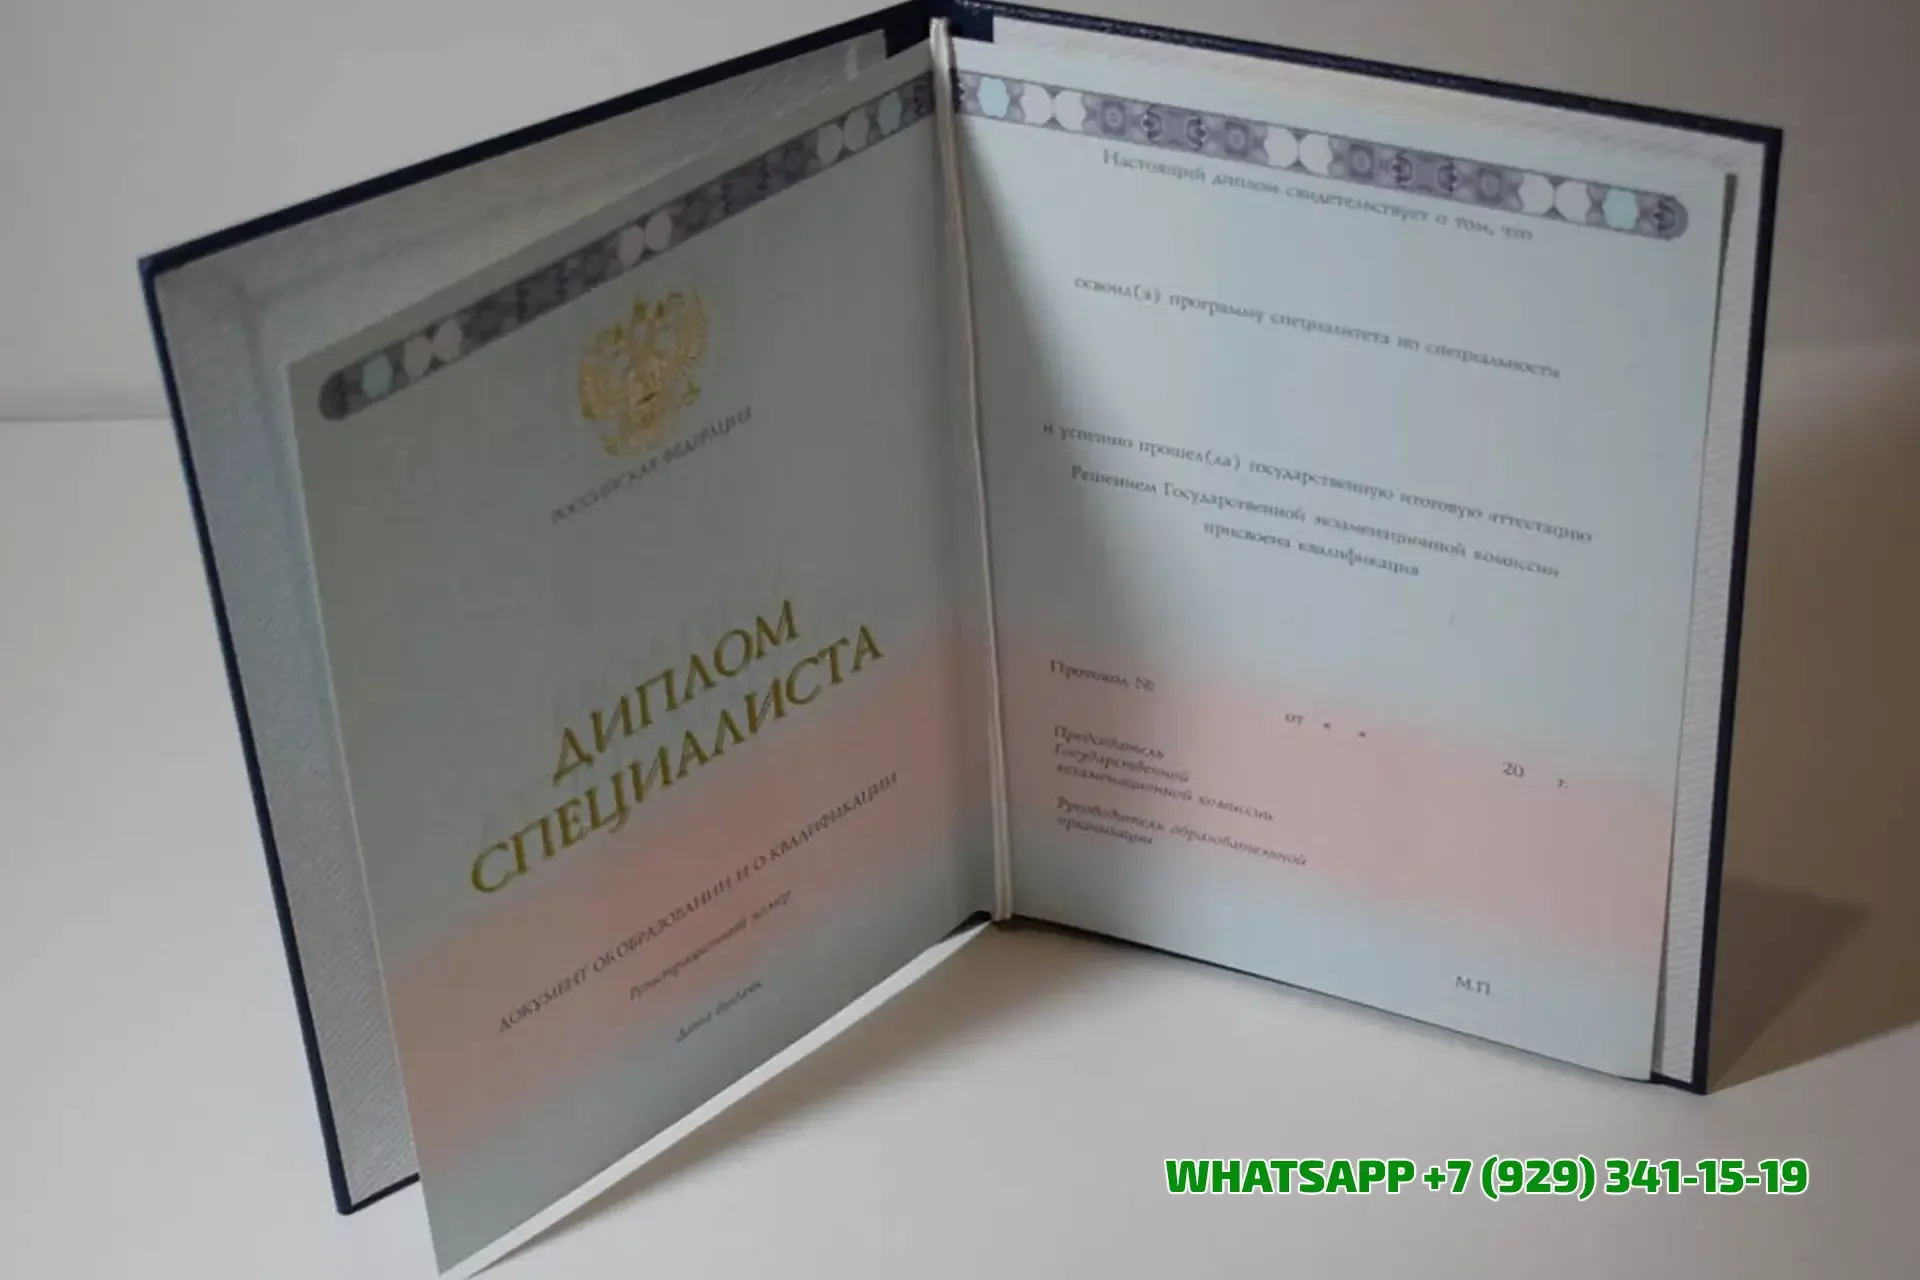 РОССИЙСКАЯ ФЕДЕРАЦИЯ
ДИПЛОМ
СПЕЦИАЛИСТА
ДОКУМЕНТ ОБ ОБРАЗОВАНИИ И О КВАЛИФИКАЦИИ
Регистрационный номер
Дата выдачи
Настоящий диплом свидетельствует о том, что
освоил(а) программу специалитета по специальности
и успешно прошел(ла) государственную итоговую аттестацию
Решением Государственной экзаменационной комиссии
присвоена квалификация
Протокол №
от « »
20 г.
Председатель
Государственной
экзаменационной комиссии
Руководитель образовательной
организации
М.П.
WHATSAPP +7 (929) 341-15-19